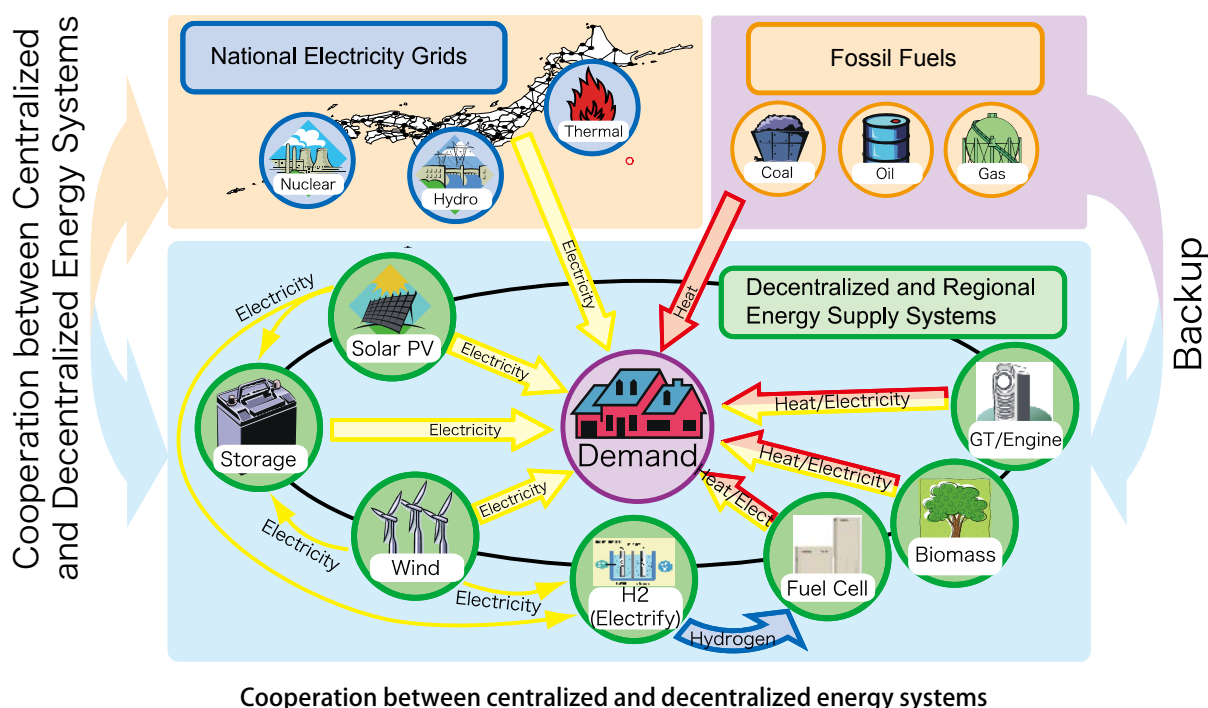 Cooperation between Centralized
and Decentralized Energy Systems
National Electricity Grids
Fossil Fuels
Nuclear
Hydro
Thermal
Coal
Oil
Gas
Electricity
Heat
Backup
Decentralized and Regional
Energy Supply Systems
Electricity
Solar PV
Electricity
Storage
Electricity
Demand
Heat/Electricity
GT/Engine
Heat/Electricity
Biomass
Heat/Elect
Fuel Cell
Electricity
Wind
Electricity
Electricity
H2
(Electrify)
Hydrogen
Cooperation between centralized and decentralized energy systems